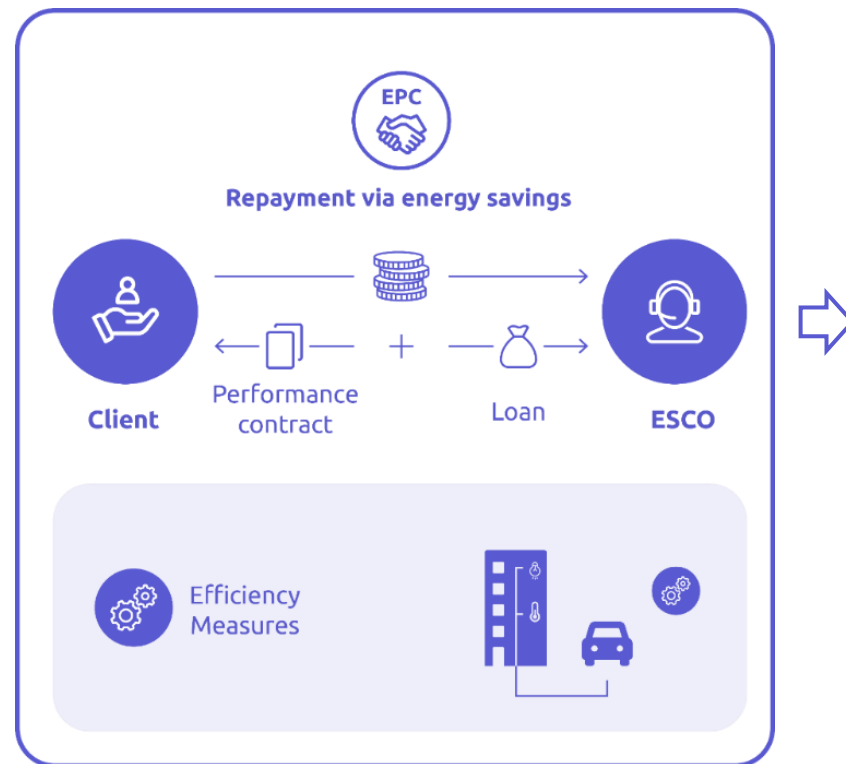 EPC
Repayment via energy savings
Performance
contract
Loan
Client
ESCO
Efficiency
Measures